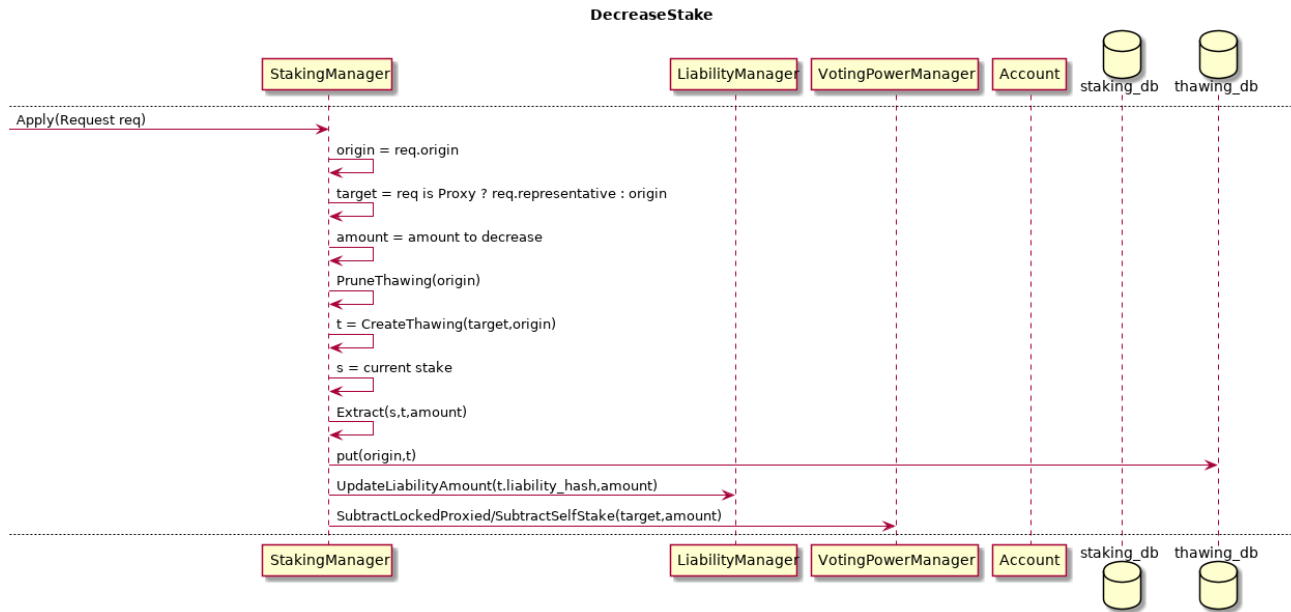 DecreaseStake
StakingManager
LiabilityManager
VotingPowerManager
Account
staking_db
thawing_db
Apply(Request req)
origin = req.origin
target = req is Proxy ? req.representative : origin
amount = amount to decrease
PruneThawing(origin)
t = CreateThawing(target,origin)
s = current stake
Extract(s,t,amount)
put(origin,t)
UpdateLiabilityAmount(t.liability_hash,amount)
SubtractLockedProxied/SubtractSelfStake(target,amount)
StakingManager
LiabilityManager
VotingPowerManager
Account
staking_db
thawing_db